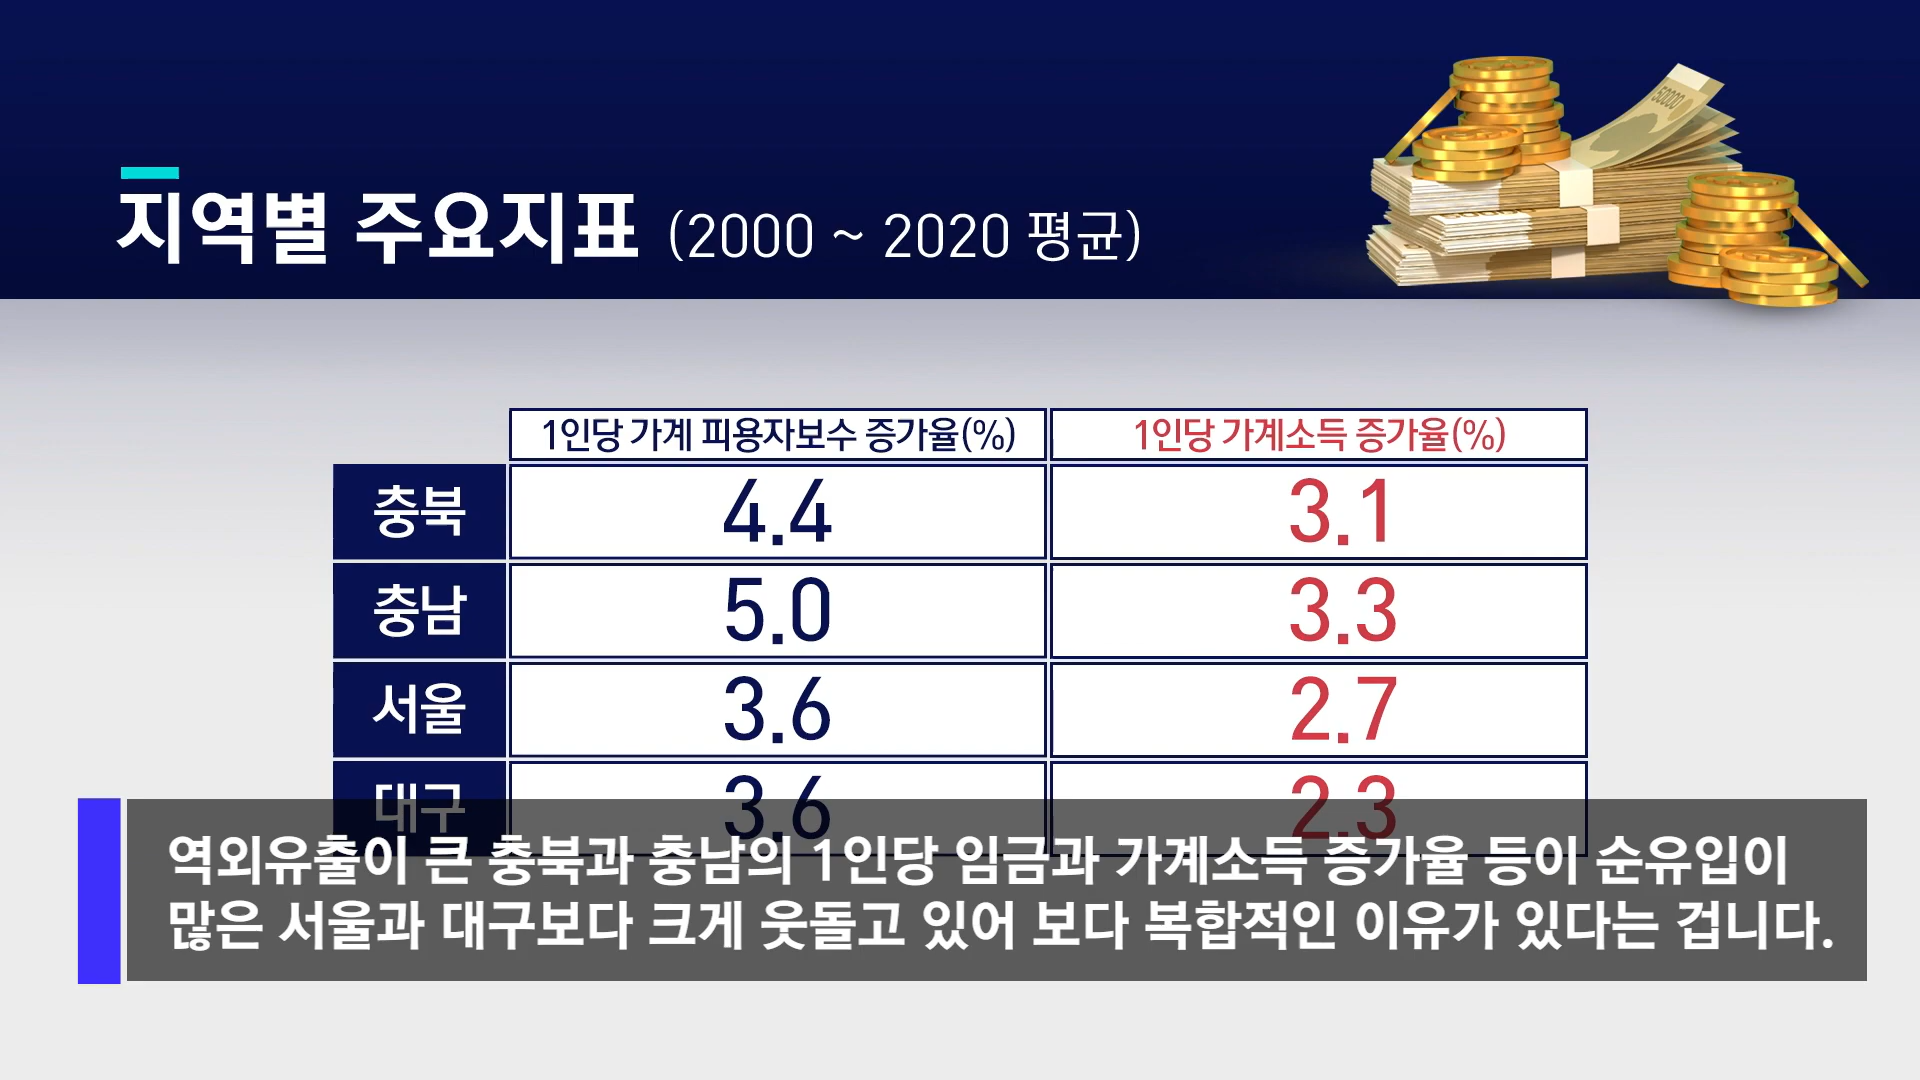 지역별 주요지표 (2000 ~ 2020 평균)
50000
1인당 가계 피용자보수 증가율(%) 1인당 가계소득 증가율(%)
충북 4.4 3.1
충남 5.0 3.3
서울 3.6 2.7
대구 3.6 2.3
역외유출이 큰 충북과 충남의 1인당 임금과 가계소득 증가율 등이 순유입이
많은 서울과 대구보다 크게 웃돌고 있어 보다 복합적인 이유가 있다는 겁니다.